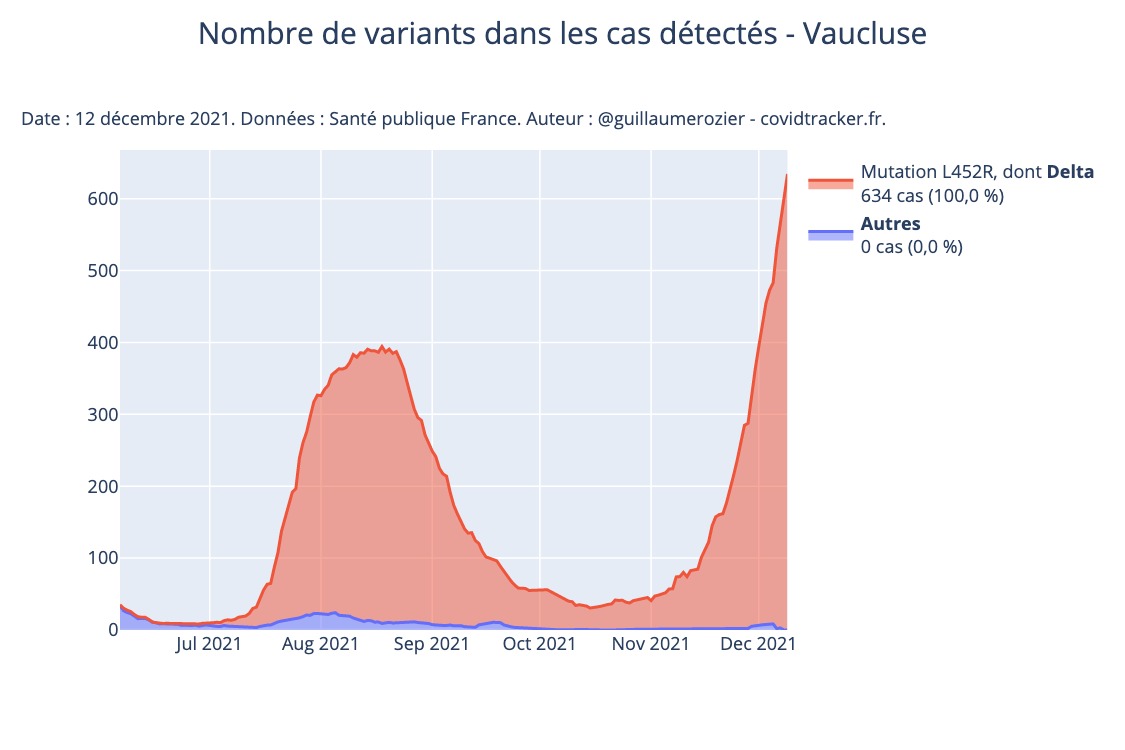 Nombre de variants dans les cas détectés - Vaucluse
Date : 12 décembre 2021. Données : Santé publique France. Auteur : @guillaumerozier - covidtracker.fr.
Mutation L452R, dont Delta
634 cas (100,0 %)
Autres
0 cas (0,0 %)
600
500
400
300
200
100
0
Jul 2021 Aug 2021 Sep 2021 Oct 2021 Nov 2021 Dec 2021